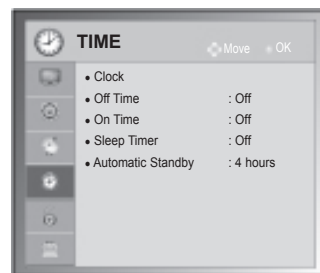 TIME
Move OK
• Clock
• Off Time : Off
• On Time : Off
• Sleep Timer : Off
• Automatic Standby : 4 hours